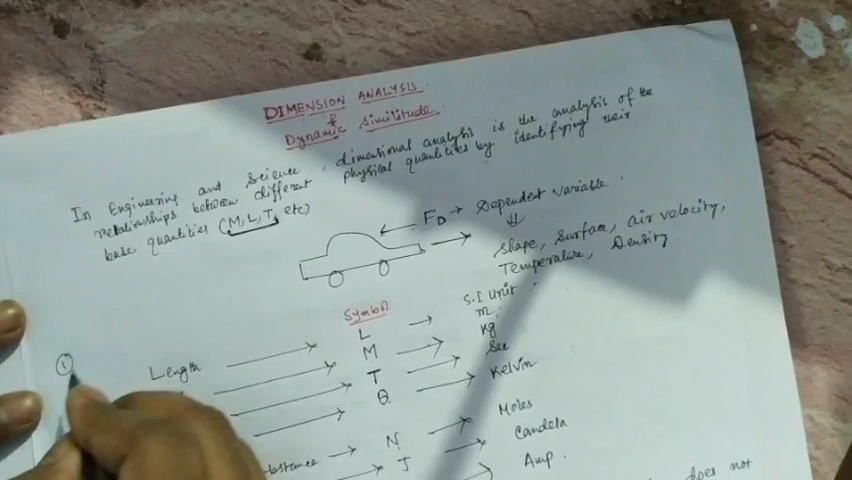 DIMENSION ANALYSIS
&
Dynamic Similitude.
In Engineering and Science, dimensional analysis is the analysis of the
relationships between different physical quantities by identifying their
base quantities (M, L, T, etc)
FD → Dependent variable.
Shape, Surface, air velocity,
Temperature, Density
Symbol S.I Unit
Length → L → m
M → kg
T → Sec
θ → Kelvin
N → Moles
J → Candela
Amp.
does not
①